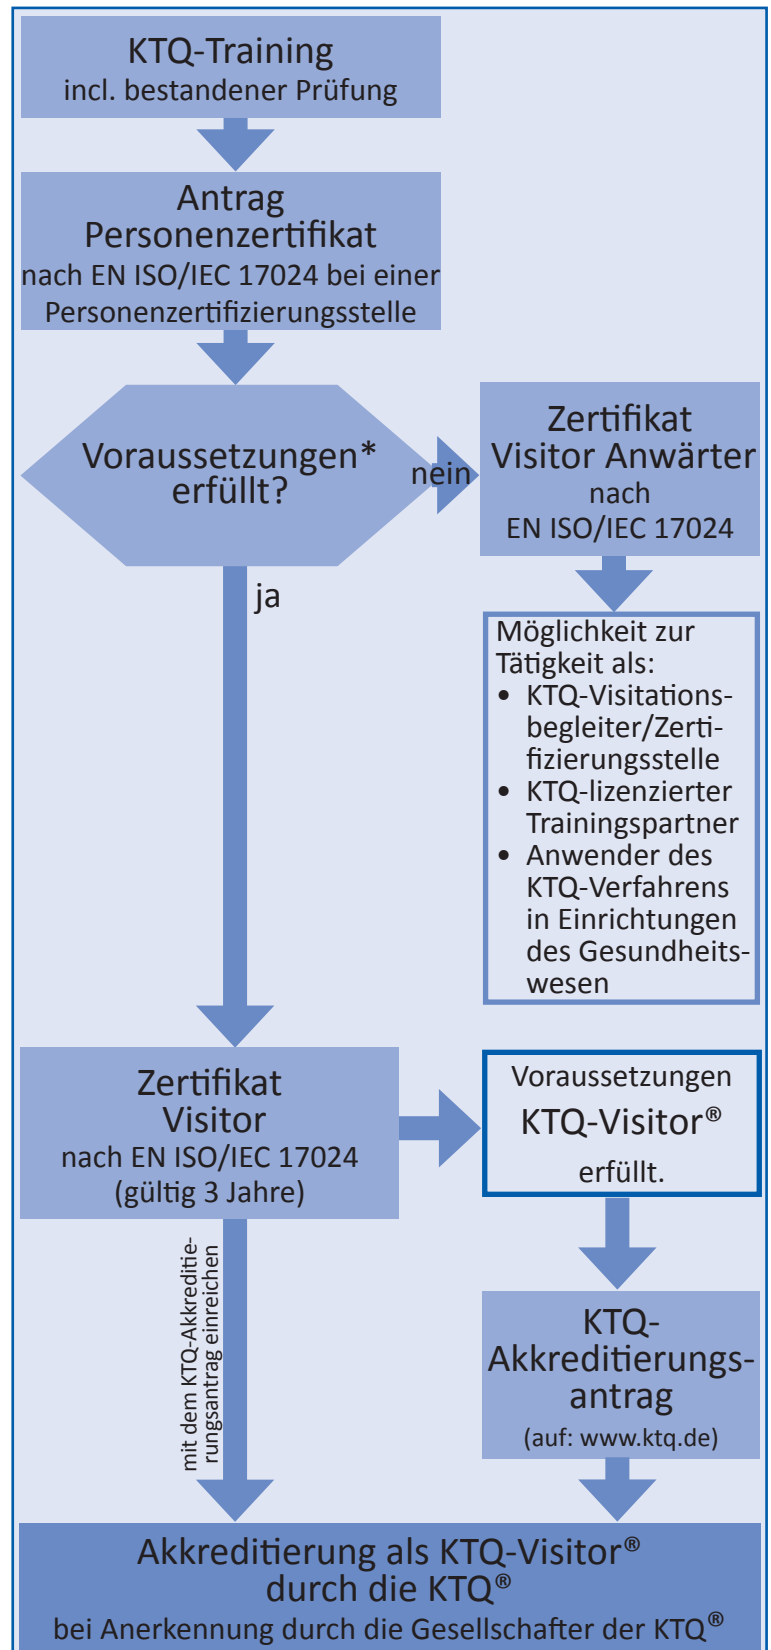 KTQ-Training
incl. bestandener Prüfung
Antrag
Personenzertifikat
nach EN ISO/IEC 17024 bei einer
Personenzertifizierungsstelle
Voraussetzungen*
erfüllt?
nein
Zertifikat
Visitor Anwärter
nach
EN ISO/IEC 17024
ja
Möglichkeit zur
Tätigkeit als:
• KTQ-Visitations-
begleiter/Zerti-
fizierungsstelle
• KTQ-lizenzierter
Trainingspartner
• Anwender des
KTQ-Verfahrens
in Einrichtungen
des Gesundheits-
wesen
Zertifikat
Visitor
nach EN ISO/IEC 17024
(gültig 3 Jahre)
Voraussetzungen
KTQ-Visitor®
erfüllt.
mit dem KTQ-Akkreditie-
rungsantrag einreichen
KTQ-
Akkreditierungs-
antrag
(auf: www.ktq.de)
Akkreditierung als KTQ-Visitor®
durch die KTQ®
bei Anerkennung durch die Gesellschafter der KTQ®